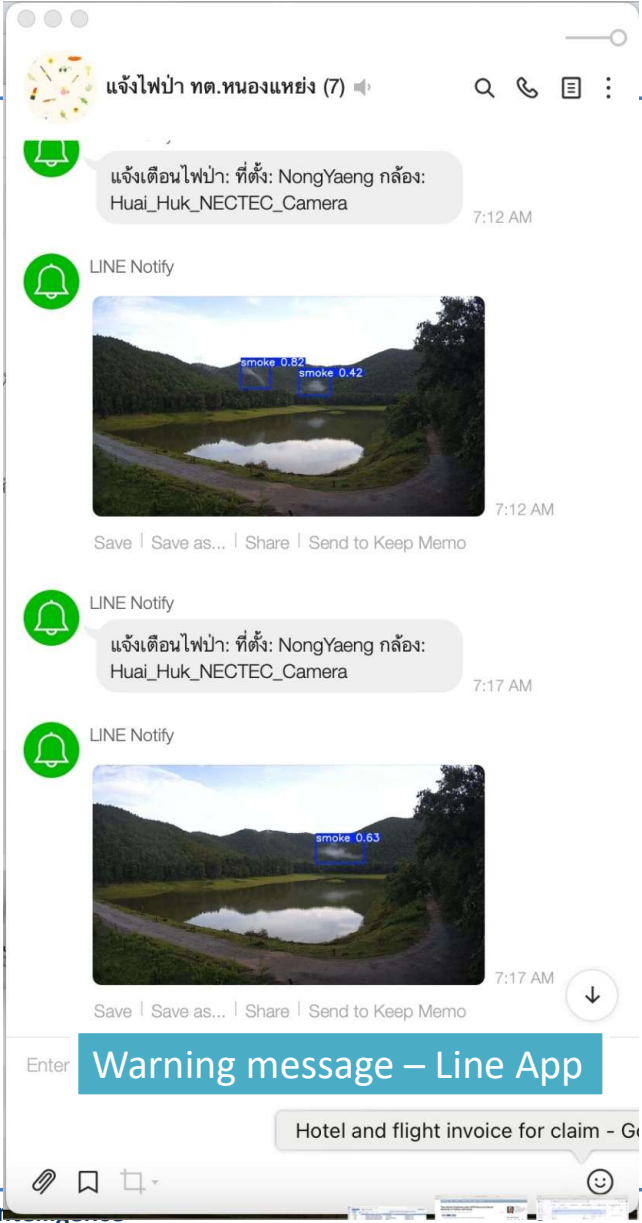 แจ้งไฟป่า ทต.หนองแหย่ง (7)
แจ้งเตือนไฟป่า: ที่ตั้ง: NongYaeng กล้อง:
Huai_Huk_NECTEC_Camera
7:12 AM
LINE Notify
smoke 0.82
smoke 0.42
7:12 AM
Save Save as... Share Send to Keep Memo
LINE Notify
แจ้งเตือนไฟป่า: ที่ตั้ง: NongYaeng กล้อง:
Huai_Huk_NECTEC_Camera
7:17 AM
LINE Notify
smoke 0.63
7:17 AM
Save Save as... Share Send to Keep Memo
Enter
Warning message – Line App
Hotel and flight invoice for claim - G